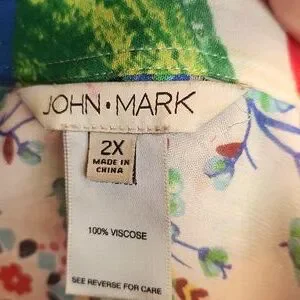 JOHN • MARK
2X
MADE IN
CHINA
100% VISCOSE
SEE REVERSE FOR CARE